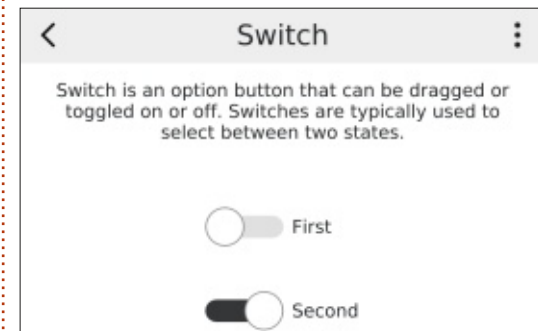 Switch
Switch is an option button that can be dragged or
toggled on or off. Switches are typically used to
select between two states.
First
Second